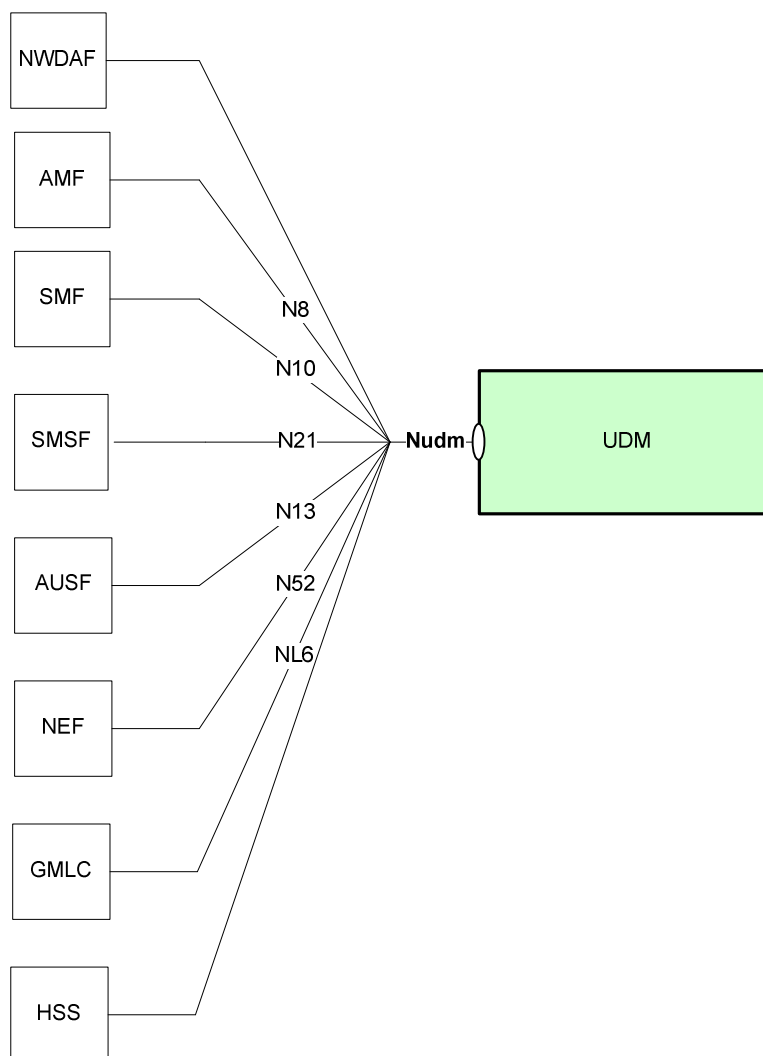 NWDAF
AMF
SMF
SMSF
AUSF
NEF
GMLC
HSS
N8
N10
N21
N13
N52
NL6
Nudm
UDM